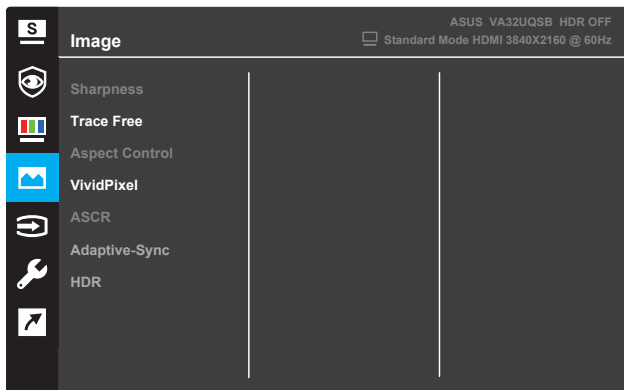 S
ASUS VA32UQSB HDR OFF
Image
Standard Mode HDMI 3840X2160 @ 60Hz
Sharpness
Trace Free
Aspect Control
VividPixel
ASCR
Adaptive-Sync
HDR